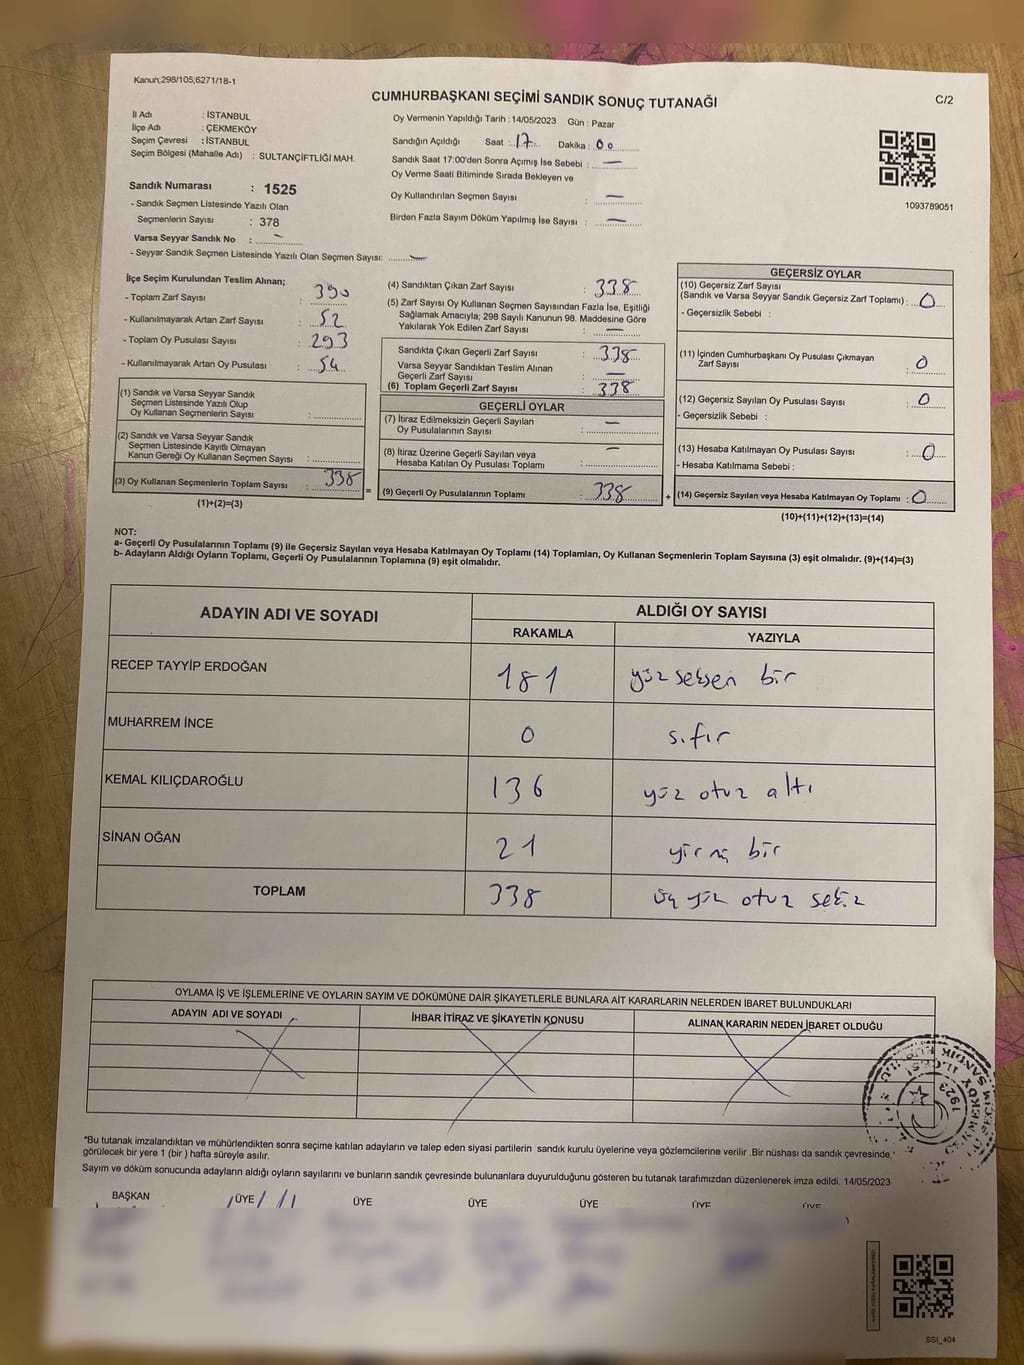 Kanun;298/105;6271/18-1
CUMHURBAŞKANI SEÇİMİ SANDIK SONUÇ TUTANAĞI
C/2
İl Adı : İSTANBUL
İlçe Adı : ÇEKMEKÖY
Seçim Çevresi : İSTANBUL
Seçim Bölgesi (Mahalle Adı) : SULTANÇİFTLİĞİ MAH.
Sandık Numarası : 1525
- Sandık Seçmen Listesinde Yazılı Olan
Seçmenlerin Sayısı : 378
Varsa Seyyar Sandık No :
- Seyyar Sandık Seçmen Listesinde Yazılı Olan Seçmen Sayısı:
Oy Vermenin Yapıldığı Tarih : 14/05/2023 Gün : Pazar
Sandığın Açıldığı Saat : 17 Dakika : 00
Sandık Saat 17:00'den Sonra Açımış İse Sebebi : —
Oy Verme Saati Bitiminde Sırada Bekleyen ve
Oy Kullandırılan Seçmen Sayısı : —
Birden Fazla Sayım Döküm Yapılmış İse Sayısı : —
1093789051
İlçe Seçim Kurulundan Teslim Alınan;
- Toplam Zarf Sayısı : 390
- Kullanılmayarak Artan Zarf Sayısı : 52
- Toplam Oy Pusulası Sayısı : 293
- Kullanılmayarak Artan Oy Pusulası : 54
(1) Sandık ve Varsa Seyyar Sandık
Seçmen Listesinde Yazılı Olup
Oy Kullanan Seçmenlerin Sayısı :
(2) Sandık ve Varsa Seyyar Sandık
Seçmen Listesinde Kayıtlı Olmayan
Kanun Gereği Oy Kullanan Seçmen Sayısı :
(3) Oy Kullanan Seçmenlerin Toplam Sayısı : 338
(1)+(2)=(3)
(4) Sandıktan Çıkan Zarf Sayısı : 338
(5) Zarf Sayısı Oy Kullanan Seçmen Sayısından Fazla İse, Eşitliği
Sağlamak Amacıyla; 298 Sayılı Kanunun 98. Maddesine Göre
Yakılarak Yok Edilen Zarf Sayısı : —
Sandıkta Çıkan Geçerli Zarf Sayısı : 338
Varsa Seyyar Sandıktan Teslim Alınan
Geçerli Zarf Sayısı : —
(6) Toplam Geçerli Zarf Sayısı : 338
GEÇERLİ OYLAR
(7) İtiraz Edilmeksizin Geçerli Sayılan
Oy Pusulalarının Sayısı : —
(8) İtiraz Üzerine Geçerli Sayılan veya
Hesaba Katılan Oy Pusulası Toplamı : —
= (9) Geçerli Oy Pusulalarının Toplamı : 338 +
GEÇERSİZ OYLAR
(10) Geçersiz Zarf Sayısı
(Sandık ve Varsa Seyyar Sandık Geçersiz Zarf Toplamı) : 0
- Geçersizlik Sebebi :
(11) İçinden Cumhurbaşkanı Oy Pusulası Çıkmayan
Zarf Sayısı : 0
(12) Geçersiz Sayılan Oy Pusulası Sayısı : 0
- Geçersizlik Sebebi :
(13) Hesaba Katılmayan Oy Pusulası Sayısı : 0
- Hesaba Katılmama Sebebi :
(14) Geçersiz Sayılan veya Hesaba Katılmayan Oy Toplamı : 0
(10)+(11)+(12)+(13)=(14)
NOT:
a- Geçerli Oy Pusulalarının Toplamı (9) ile Geçersiz Sayılan veya Hesaba Katılmayan Oy Toplamı (14) Toplamları, Oy Kullanan Seçmenlerin Toplam Sayısına (3) eşit olmalıdır. (9)+(14)=(3)
b- Adayların Aldığı Oyların Toplamı, Geçerli Oy Pusulalarının Toplamına (9) eşit olmalıdır.
ADAYIN ADI VE SOYADI ALDIĞI OY SAYISI
RAKAMLA YAZIYLA
RECEP TAYYİP ERDOĞAN 181 yüz seksen bir
MUHARREM İNCE 0 sıfır
KEMAL KILIÇDAROĞLU 136 yüz otuz altı
SİNAN OĞAN 21 yirmi bir
TOPLAM 338 üç yüz otuz sekiz
OYLAMA İŞ VE İŞLEMLERİNE VE OYLARIN SAYIM VE DÖKÜMÜNE DAİR ŞİKAYETLERLE BUNLARA AİT KARARLARIN NELERDEN İBARET BULUNDUKLARI
ADAYIN ADI VE SOYADI İHBAR İTİRAZ VE ŞİKAYETİN KONUSU ALINAN KARARIN NEDEN İBARET OLDUĞU
*Bu tutanak imzalandıktan ve mühürlendikten sonra seçime katılan adayların ve talep eden siyasi partilerin sandık kurulu üyelerine veya gözlemcilerine verilir .Bir nüshası da sandık çevresinde,
görülecek bir yere 1 (bir ) hafta süreyle asılır.
Sayım ve döküm sonucunda adayların aldığı oyların sayılarını ve bunların sandık çevresinde bulunanlara duyurulduğunu gösteren bu tutanak tarafımızdan düzenlenerek imza edildi. 14/05/2023
BAŞKAN ÜYE ÜYE ÜYE ÜYE ÜYE ÜYE
1923
SSI_404